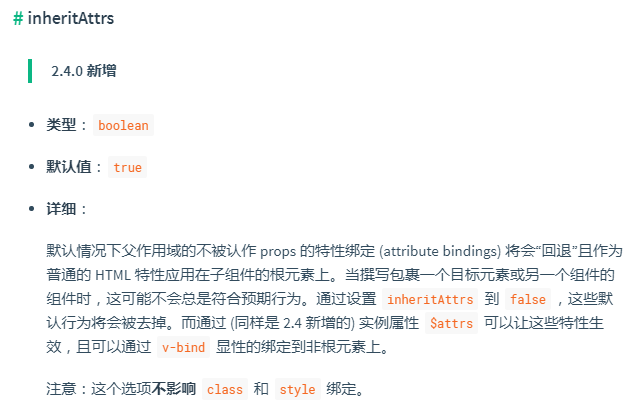 # inheritAttrs
2.4.0 新增
类型：boolean
默认值：true
详细：
默认情况下父作用域的不被认作 props 的特性绑定 (attribute bindings) 将会“回退”且作为
普通的 HTML 特性应用在子组件的根元素上。当撰写包裹一个目标元素或另一个组件的
组件时，这可能不会总是符合预期行为。通过设置 inheritAttrs 到 false，这些默
认行为将会被去掉。而通过 (同样是 2.4 新增的) 实例属性 $attrs 可以让这些特性生
效，且可以通过 v-bind 显性的绑定到非根元素上。
注意：这个选项不影响 class 和 style 绑定。